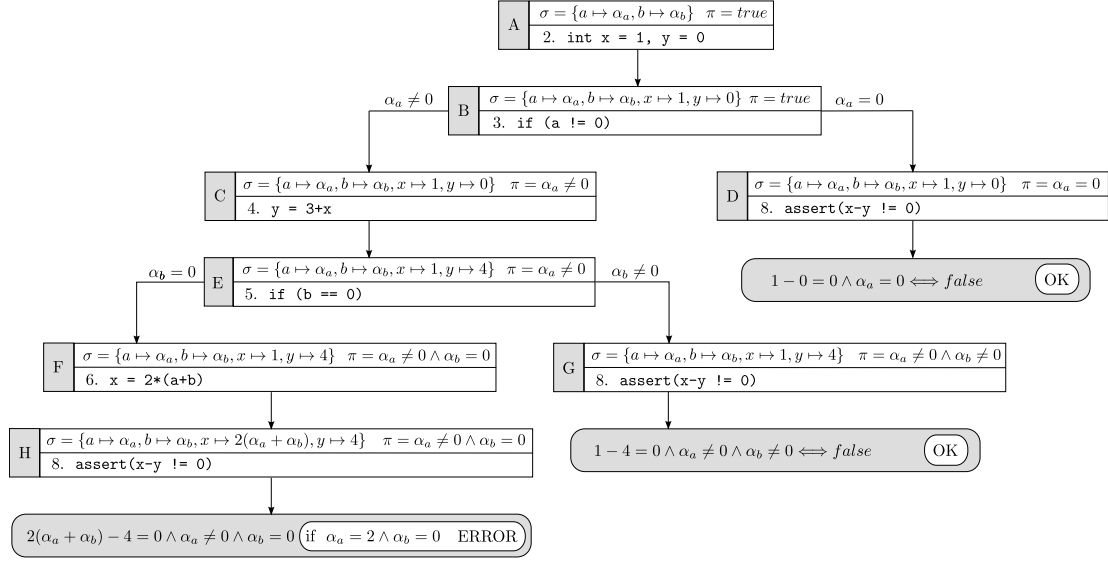 A
σ = {a ↦ α_a, b ↦ α_b} π = true
2. int x = 1, y = 0
α_a ≠ 0
B
σ = {a ↦ α_a, b ↦ α_b, x ↦ 1, y ↦ 0} π = true
3. if (a != 0)
α_a = 0
C
σ = {a ↦ α_a, b ↦ α_b, x ↦ 1, y ↦ 0} π = α_a ≠ 0
4. y = 3+x
D
σ = {a ↦ α_a, b ↦ α_b, x ↦ 1, y ↦ 0} π = α_a = 0
8. assert(x-y != 0)
α_b = 0
E
σ = {a ↦ α_a, b ↦ α_b, x ↦ 1, y ↦ 4} π = α_a ≠ 0
5. if (b == 0)
α_b ≠ 0
1 − 0 = 0 ∧ α_a = 0 ⟺ false OK
F
σ = {a ↦ α_a, b ↦ α_b, x ↦ 1, y ↦ 4} π = α_a ≠ 0 ∧ α_b = 0
6. x = 2*(a+b)
G
σ = {a ↦ α_a, b ↦ α_b, x ↦ 1, y ↦ 4} π = α_a ≠ 0 ∧ α_b ≠ 0
8. assert(x-y != 0)
H
σ = {a ↦ α_a, b ↦ α_b, x ↦ 2(α_a + α_b), y ↦ 4} π = α_a ≠ 0 ∧ α_b = 0
8. assert(x-y != 0)
1 − 4 = 0 ∧ α_a ≠ 0 ∧ α_b ≠ 0 ⟺ false OK
2(α_a + α_b) − 4 = 0 ∧ α_a ≠ 0 ∧ α_b = 0 if α_a = 2 ∧ α_b = 0 ERROR